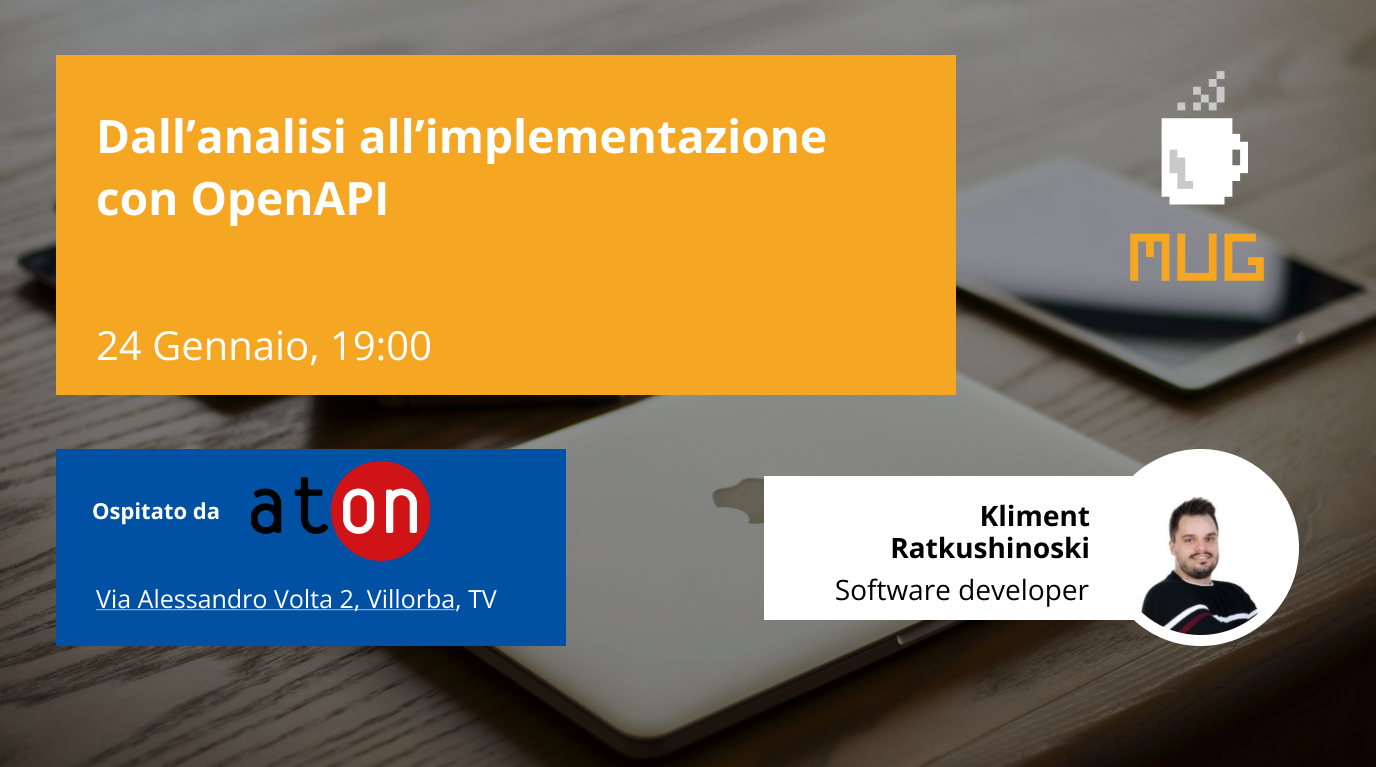 Dall’analisi all’implementazione
con OpenAPI
24 Gennaio, 19:00
MUG
Ospitato da
aton
Via Alessandro Volta 2, Villorba, TV
Kliment
Ratkushinoski
Software developer